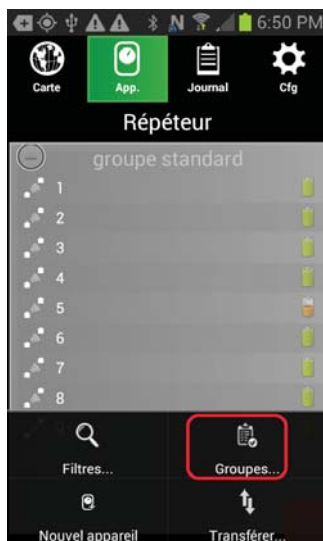 6:50 PM
Carte App. Journal Cfg
Répéteur
groupe standard
1
2
3
4
5
6
7
8
Filtres... Groupes...
Nouvel appareil Transférer...